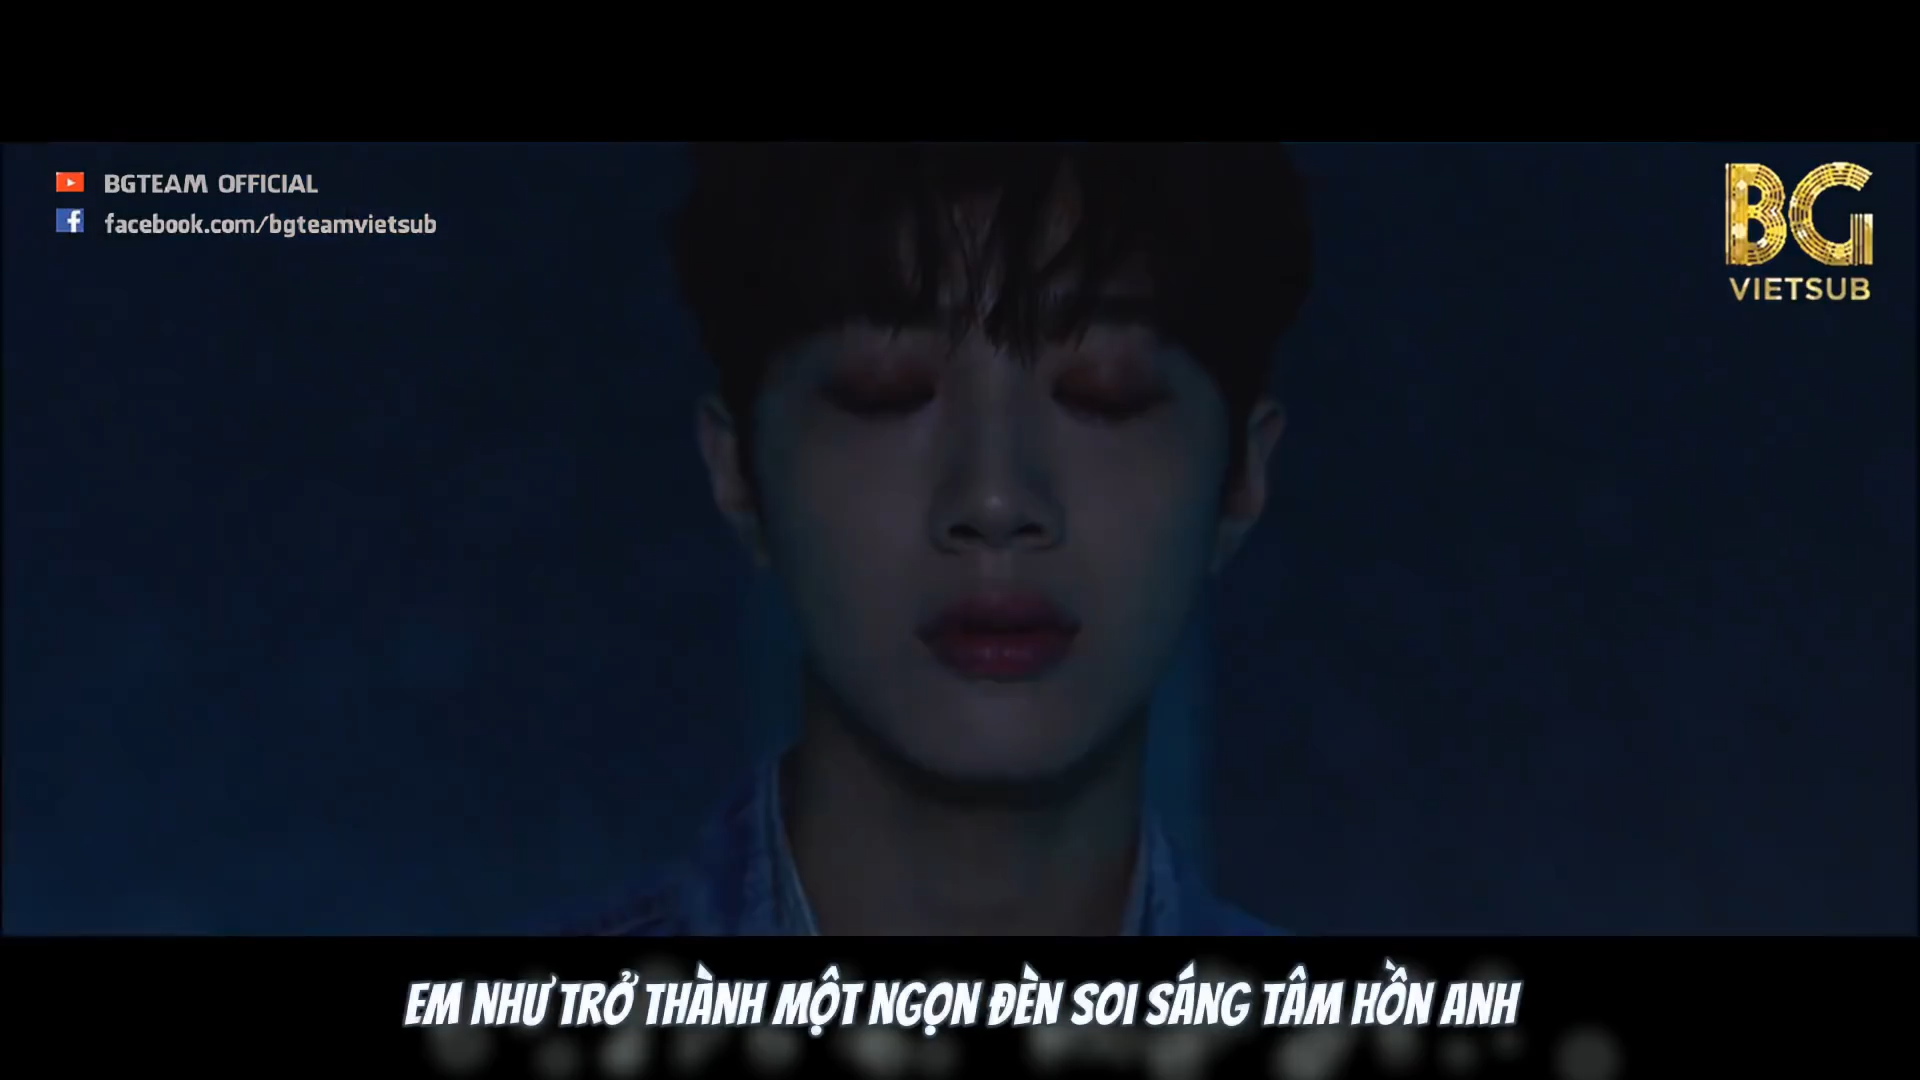 BGTEAM OFFICIAL
facebook.com/bgteamvietsub
BG
VIETSUB
EM NHƯ TRỞ THÀNH MỘT NGỌN ĐÈN SOI SÁNG TÂM HỒN ANH